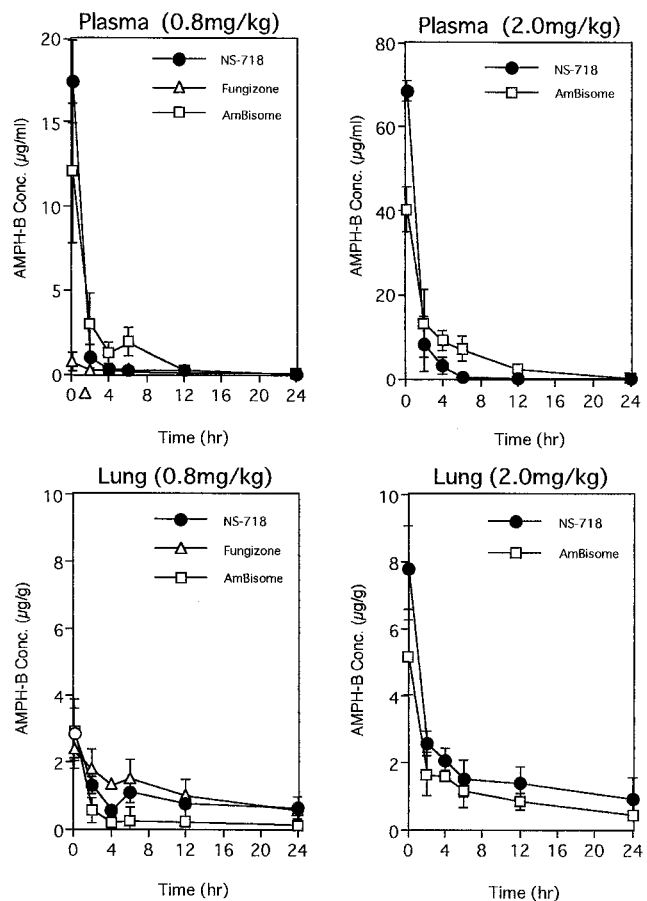 Plasma (0.8mg/kg)
AMPH-B Conc. (µg/ml)
20
15
10
5
0
NS-718
Fungizone
AmBisome
0 4 8 12 16 20 24
Time (hr)
Plasma (2.0mg/kg)
AMPH-B Conc. (µg/ml)
80
60
40
20
0
NS-718
AmBisome
0 4 8 12 16 20 24
Time (hr)
Lung (0.8mg/kg)
AMPH-B Conc. (µg/g)
10
8
6
4
2
0
NS-718
Fungizone
AmBisome
0 4 8 12 16 20 24
Time (hr)
Lung (2.0mg/kg)
AMPH-B Conc. (µg/g)
10
8
6
4
2
0
NS-718
AmBisome
0 4 8 12 16 20 24
Time (hr)